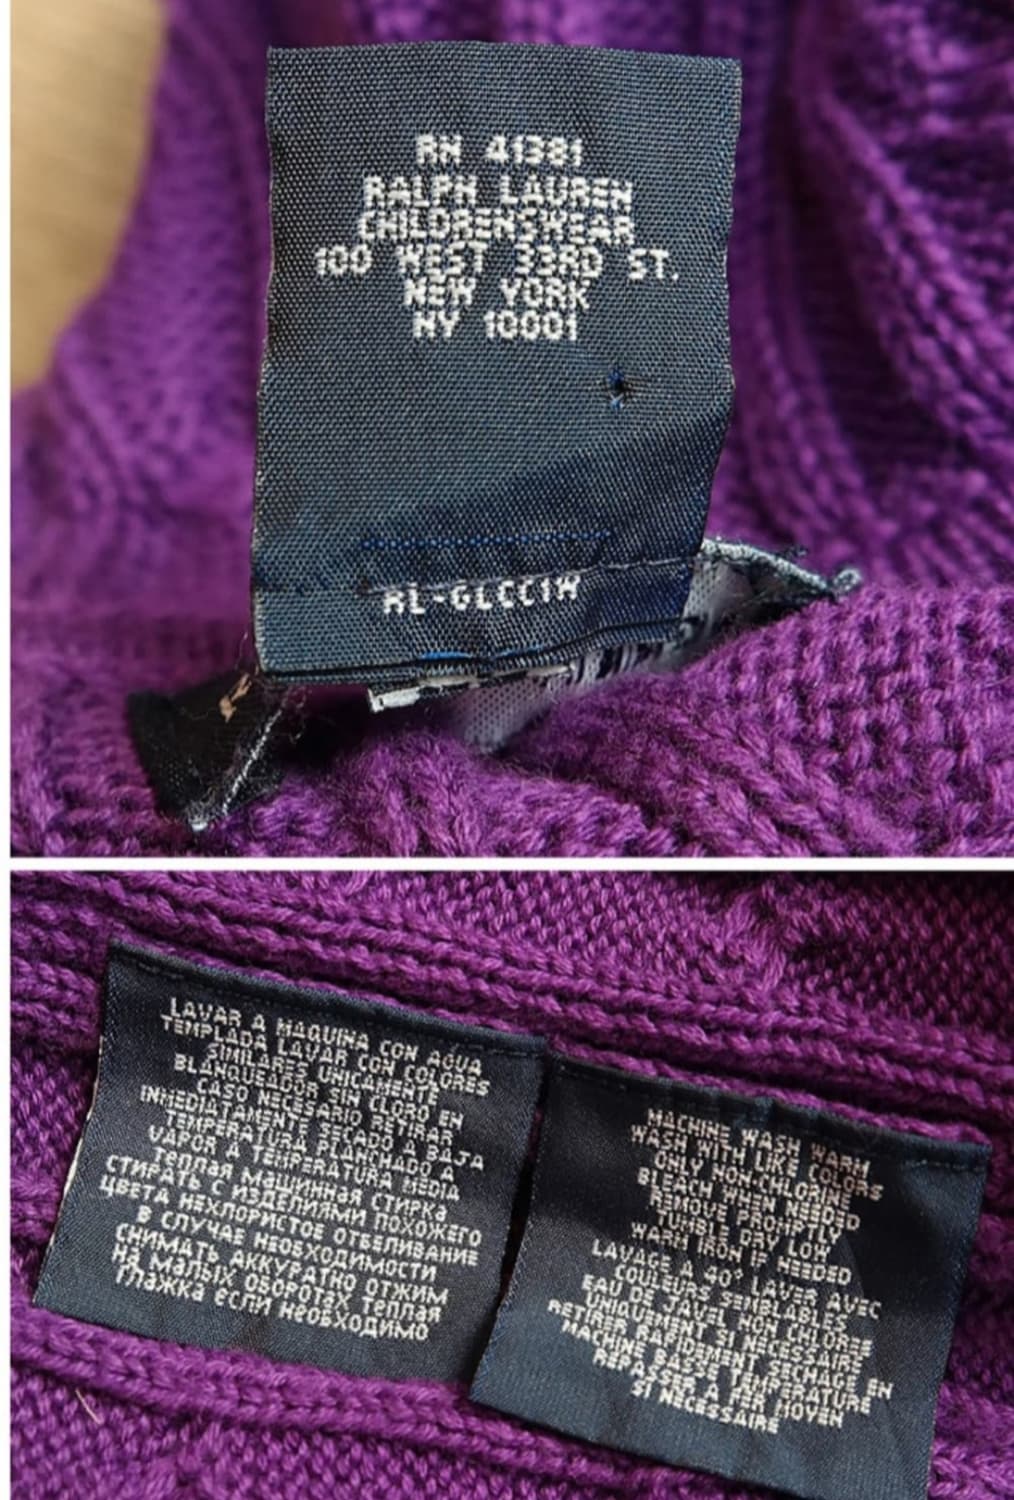 RN 41381
RALPH LAUREN
CHILDRENSWEAR
100 WEST 33RD ST.
NEW YORK
NY 10001
RL-GLCC1W
LAVAR A MAQUINA CON AGUA
TEMPLADA LAVAR CON COLORES
SIMILARES UNICAMENTE
BLANQUEADOR SIN CLORO EN
CASO NECESARIO RETIRAR
INMEDIATAMENTE SECADO A BAJA
TEMPERATURA PLANCHADO A
VAPOR A TEMPERATURA MEDIA
теплая машинная стирка
СТИРАТЬ С ИЗДЕЛИЯМИ ПОХОЖЕГО
ЦВЕТА НЕХЛОРИСТОЕ ОТБЕЛИВАНИЕ
В СЛУЧАЕ НЕОБХОДИМОСТИ
СНИМАТЬ АККУРАТНО ОТЖИМ
НА МАЛЫХ ОБОРОТАХ теплая
глажка если необходимо
MACHINE WASH WARM
WASH WITH LIKE COLORS
ONLY NON-CHLORINE
BLEACH WHEN NEEDED
REMOVE PROMPTLY
TUMBLE DRY LOW
WARM IRON IF NEEDED
LAVAGE A 40° LAVER AVEC
COULEURS SEMBLABLES
EAU DE JAVEL NON CHLOREE
UNIQUEMENT SI NECESSAIRE
RETIRER RAPIDEMENT SECHAGE EN
MACHINE BASSE TEMPERATURE
REPASSER A FER MOYEN
SI NECESSAIRE